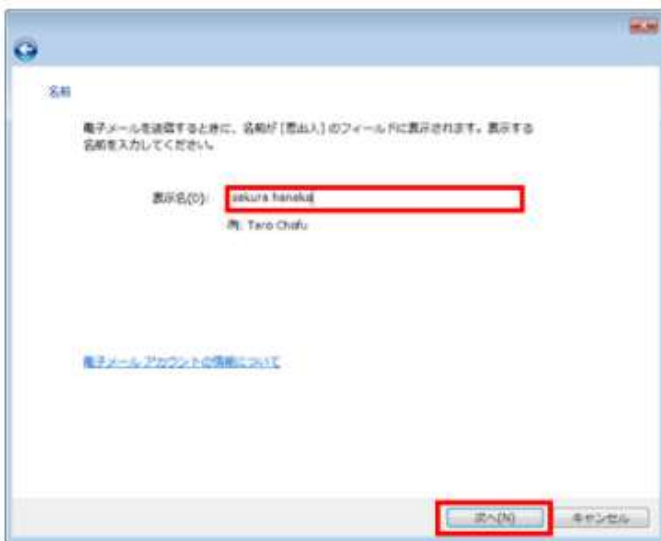 名前
電子メールを送信するときに、名前が [差出人] のフィールドに表示されます。表示する
名前を入力してください。
表示名(D):
sakura hanako
例: Taro Chofu
電子メール アカウントの情報について
次へ(N)
キャンセル